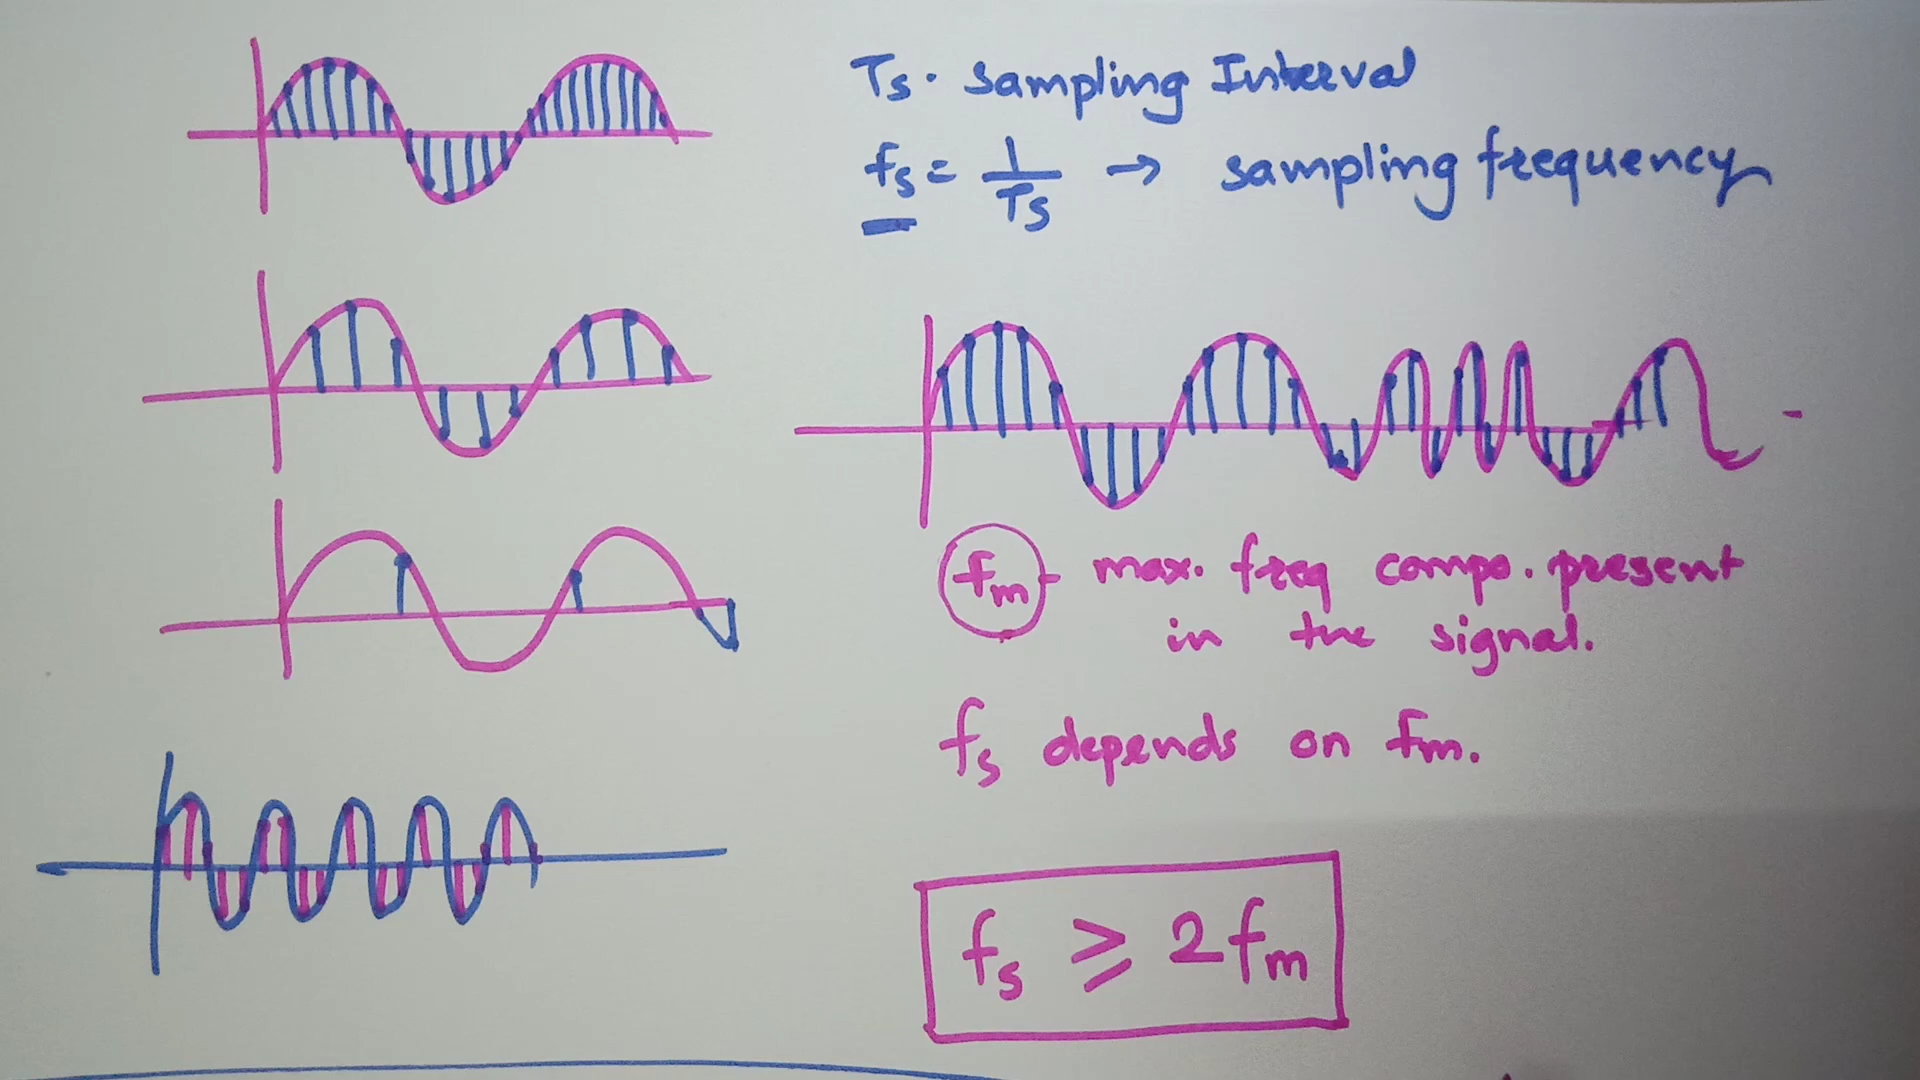 Ts. Sampling Interval
fs = 1/Ts → sampling frequency
fm - max. freq compo. present
in the signal.
fs depends on fm.
fs ≥ 2fm